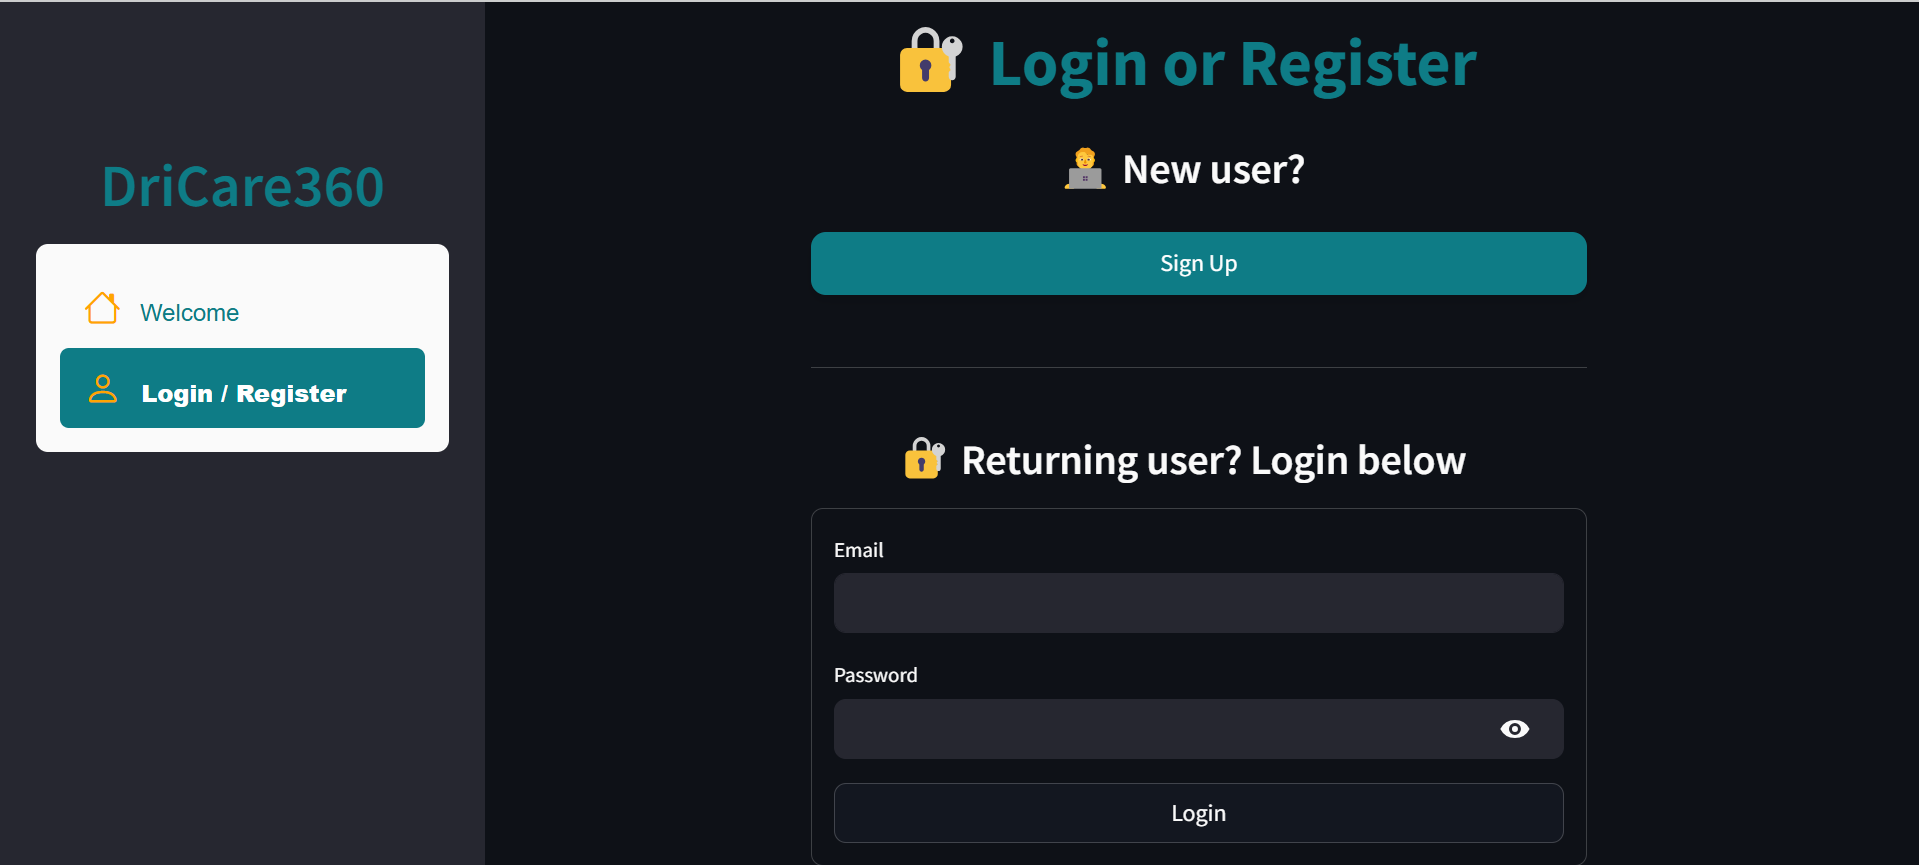 DriCare360
Welcome
Login / Register
Login or Register
New user?
Sign Up
Returning user? Login below
Email
Password
Login